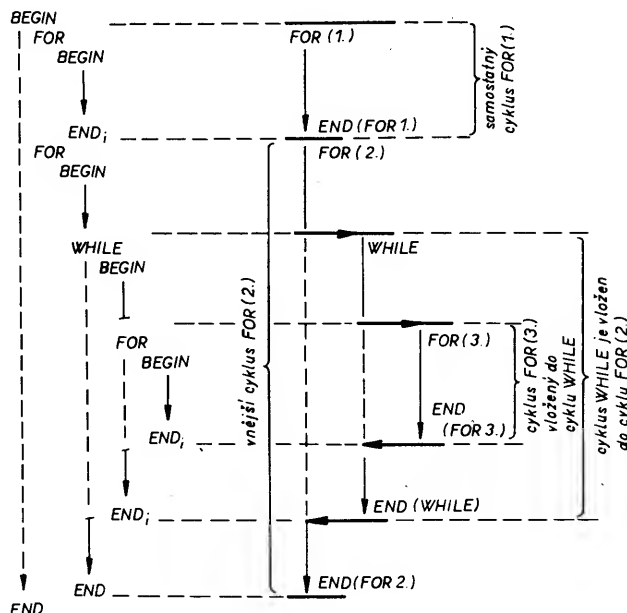 BEGIN
FOR
BEGIN
END i
FOR
BEGIN
WHILE
BEGIN
FOR
BEGIN
END i
END i
END
END
FOR (1.)
END (FOR 1.)
FOR (2.)
WHILE
FOR (3.)
END
(FOR 3.)
END (WHILE)
END (FOR 2.)
samostatný
cyklus FOR (1.)
vnější cyklus FOR (2.)
cyklus FOR (3.)
vložený do
cyklu WHILE
cyklus WHILE je vložen
do cyklu FOR (2.)